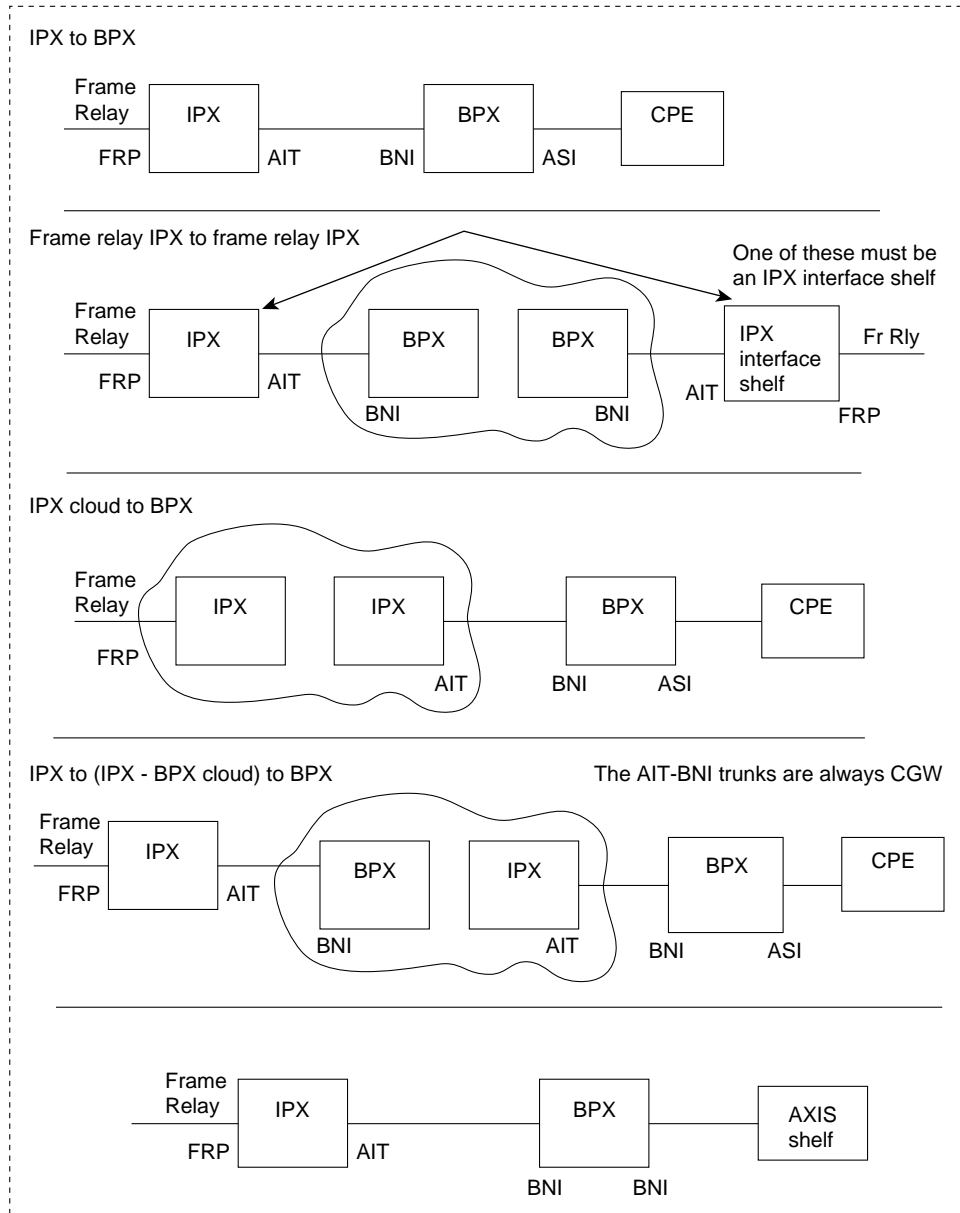 IPX to BPX
Frame
Relay
IPX
BPX
CPE
FRP
AIT
BNI
ASI
Frame relay IPX to frame relay IPX
One of these must be
an IPX interface shelf
Frame
Relay
IPX
BPX
BPX
IPX
interface
shelf
Fr Rly
FRP
AIT
BNI
BNI
AIT
FRP
IPX cloud to BPX
Frame
Relay
IPX
IPX
BPX
CPE
FRP
AIT
BNI
ASI
IPX to (IPX - BPX cloud) to BPX
The AIT-BNI trunks are always CGW
Frame
Relay
IPX
BPX
IPX
BPX
CPE
FRP
AIT
BNI
AIT
BNI
ASI
Frame
Relay
IPX
BPX
AXIS
shelf
FRP
AIT
BNI
BNI